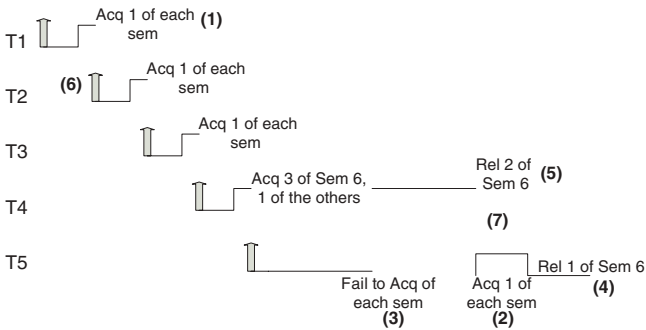 T1
Acq 1 of each
sem
(1)
T2
(6)
Acq 1 of each
sem
T3
Acq 1 of each
sem
T4
Acq 3 of Sem 6,
1 of the others
Rel 2 of
Sem 6
(5)
(7)
T5
Fail to Acq of
each sem
(3)
Acq 1 of
each sem
(2)
Rel 1 of Sem 6
(4)